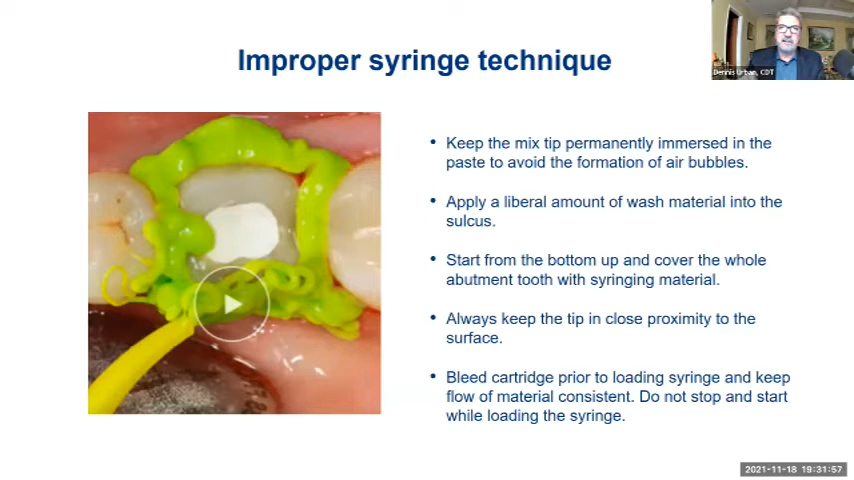 Improper syringe technique
Dennis Urban, CDT
• Keep the mix tip permanently immersed in the
paste to avoid the formation of air bubbles.
• Apply a liberal amount of wash material into the
sulcus.
• Start from the bottom up and cover the whole
abutment tooth with syringing material.
• Always keep the tip in close proximity to the
surface.
• Bleed cartridge prior to loading syringe and keep
flow of material consistent. Do not stop and start
while loading the syringe.
2021-11-18 19:31:57